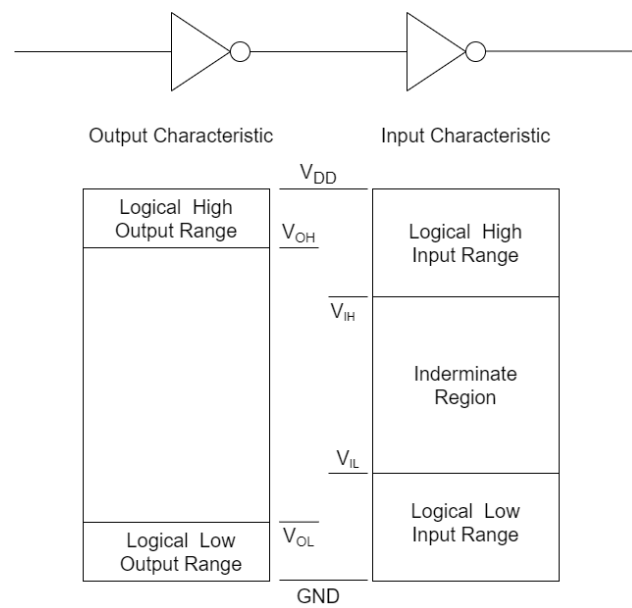 Output Characteristic
Input Characteristic
VDD
Logical High
Output Range
VOH
Logical High
Input Range
VIH
Inderminate
Region
VIL
Logical Low
Output Range
VOL
Logical Low
Input Range
GND